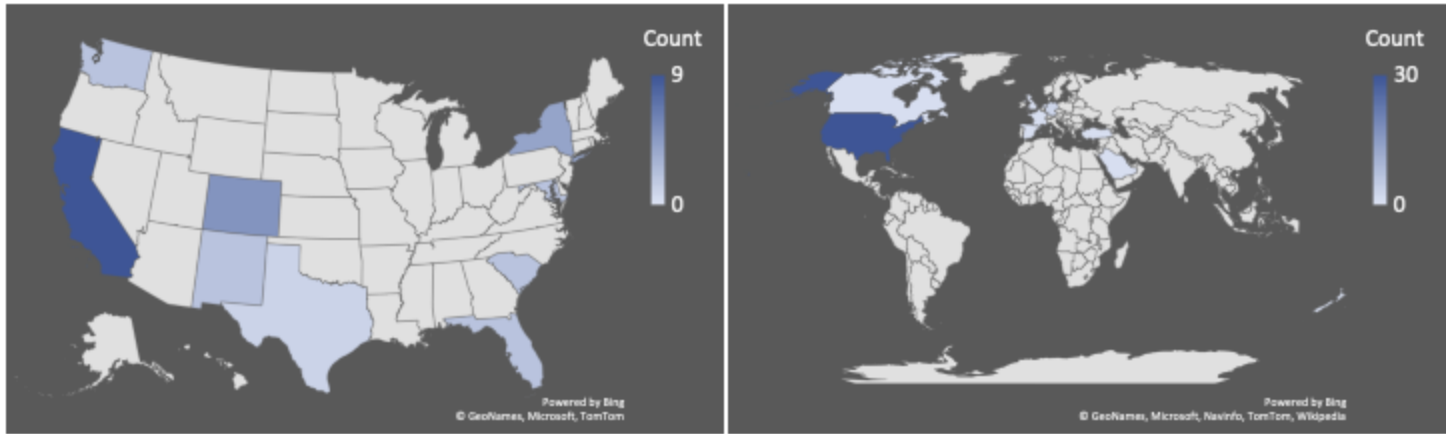 Count
9
0
Powered by Bing
© GeoNames, Microsoft, TomTom
Count
30
0
Powered by Bing
© GeoNames, Microsoft, Navinfo, TomTom, Wikipedia